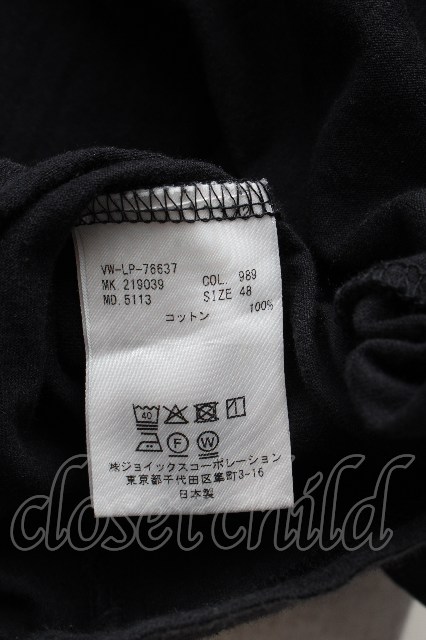 VW-LP-76637
MK.219039 COL. 989
MD.5113 SIZE 48
コットン 100%
40
F W
㈱ジョイックスコーポレーション
東京都千代田区隼町3-16
日本製
closet child